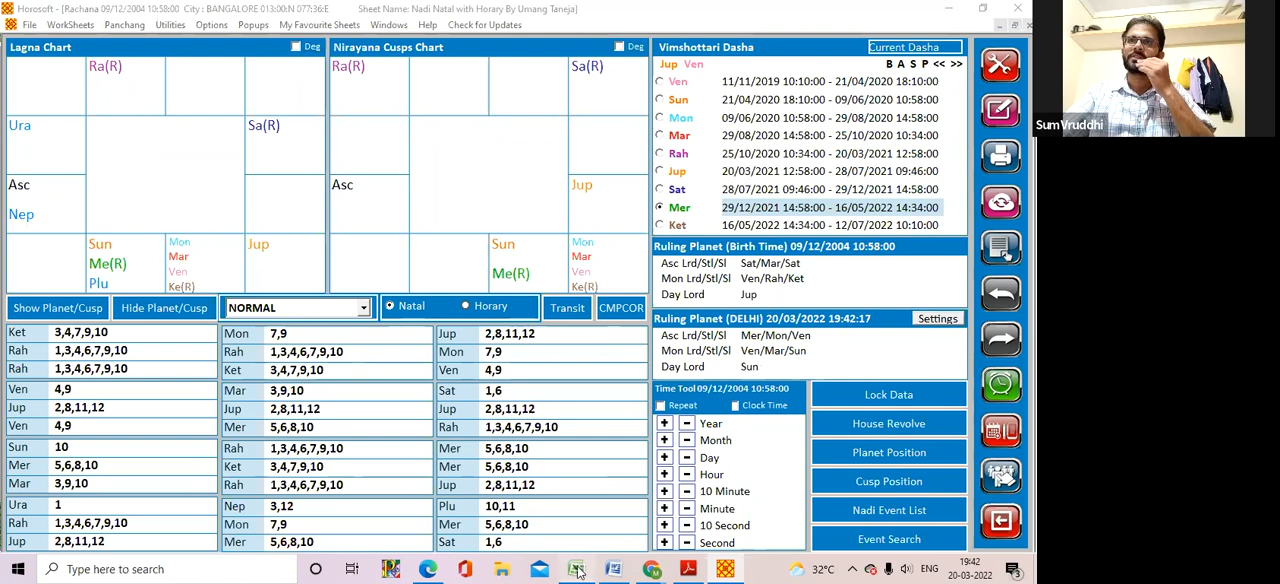 Horosoft - [Rachana 09/12/2004 10:58:00 City : BANGALORE 013:00:N 077:36:E Sheet Name: Nadi Natal with Horary By Umang Taneja]
File WorkSheets Panchang Utilities Options Popups My Favourite Sheets Windows Help Check for Updates
Lagna Chart Deg
Ra(R)
Ura Sa(R)
Asc
Nep
Sun Mon Jup
Me(R) Mar
Ven
Plu Ke(R)
Nirayana Cusps Chart Deg
Ra(R) Sa(R)
Asc Jup
Sun Mon
Mar
Me(R) Ven
Ke(R)
Vimshottari Dasha Current Dasha
Jup Ven B A S P << >>
Ven 11/11/2019 10:10:00 - 21/04/2020 18:10:00
Sun 21/04/2020 18:10:00 - 09/06/2020 10:58:00
Mon 09/06/2020 10:58:00 - 29/08/2020 14:58:00
Mar 29/08/2020 14:58:00 - 25/10/2020 10:34:00
Rah 25/10/2020 10:34:00 - 20/03/2021 12:58:00
Jup 20/03/2021 12:58:00 - 28/07/2021 09:46:00
Sat 28/07/2021 09:46:00 - 29/12/2021 14:58:00
Mer 29/12/2021 14:58:00 - 16/05/2022 14:34:00
Ket 16/05/2022 14:34:00 - 12/07/2022 10:10:00
Ruling Planet (Birth Time) 09/12/2004 10:58:00
Asc Lrd/Stl/Sl Sat/Mar/Sat
Mon Lrd/Stl/Sl Ven/Rah/Ket
Day Lord Jup
Ruling Planet (DELHI) 20/03/2022 19:42:17 Settings
Asc Lrd/Stl/Sl Mer/Mon/Ven
Mon Lrd/Stl/Sl Ven/Mar/Sun
Day Lord Sun
Show Planet/Cusp Hide Planet/Cusp NORMAL Natal Horary Transit CMPCOR
Ket 3,4,7,9,10 Mon 7,9 Jup 2,8,11,12
Rah 1,3,4,6,7,9,10 Rah 1,3,4,6,7,9,10 Mon 7,9
Rah 1,3,4,6,7,9,10 Ket 3,4,7,9,10 Ven 4,9
Ven 4,9 Mar 3,9,10 Sat 1,6
Jup 2,8,11,12 Jup 2,8,11,12 Jup 2,8,11,12
Ven 4,9 Mer 5,6,8,10 Rah 1,3,4,6,7,9,10
Sun 10 Rah 1,3,4,6,7,9,10 Mer 5,6,8,10
Mer 5,6,8,10 Ket 3,4,7,9,10 Mer 5,6,8,10
Mar 3,9,10 Rah 1,3,4,6,7,9,10 Jup 2,8,11,12
Ura 1 Nep 3,12 Plu 10,11
Rah 1,3,4,6,7,9,10 Mon 7,9 Mer 5,6,8,10
Jup 2,8,11,12 Mer 5,6,8,10 Sat 1,6
Time Tool 09/12/2004 10:58:00
Repeat Clock Time
+ - Year
+ - Month
+ - Day
+ - Hour
+ - 10 Minute
+ - Minute
+ - 10 Second
+ - Second
Lock Data
House Revolve
Planet Position
Cusp Position
Nadi Event List
Event Search
SumVruddhi
Type here to search 32°C ENG 19:42
20-03-2022